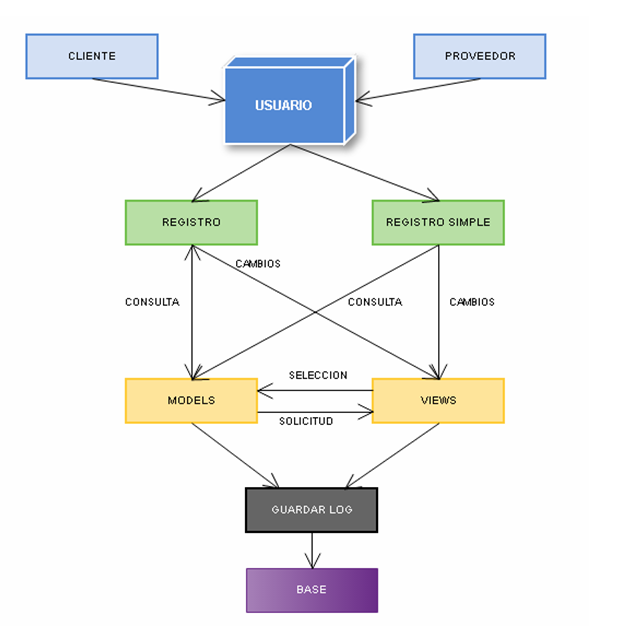 CLIENTE
PROVEEDOR
USUARIO
REGISTRO
REGISTRO SIMPLE
CAMBIOS
CONSULTA
CONSULTA
CAMBIOS
SELECCION
MODELS
VIEWS
SOLICITUD
GUARDAR LOG
BASE